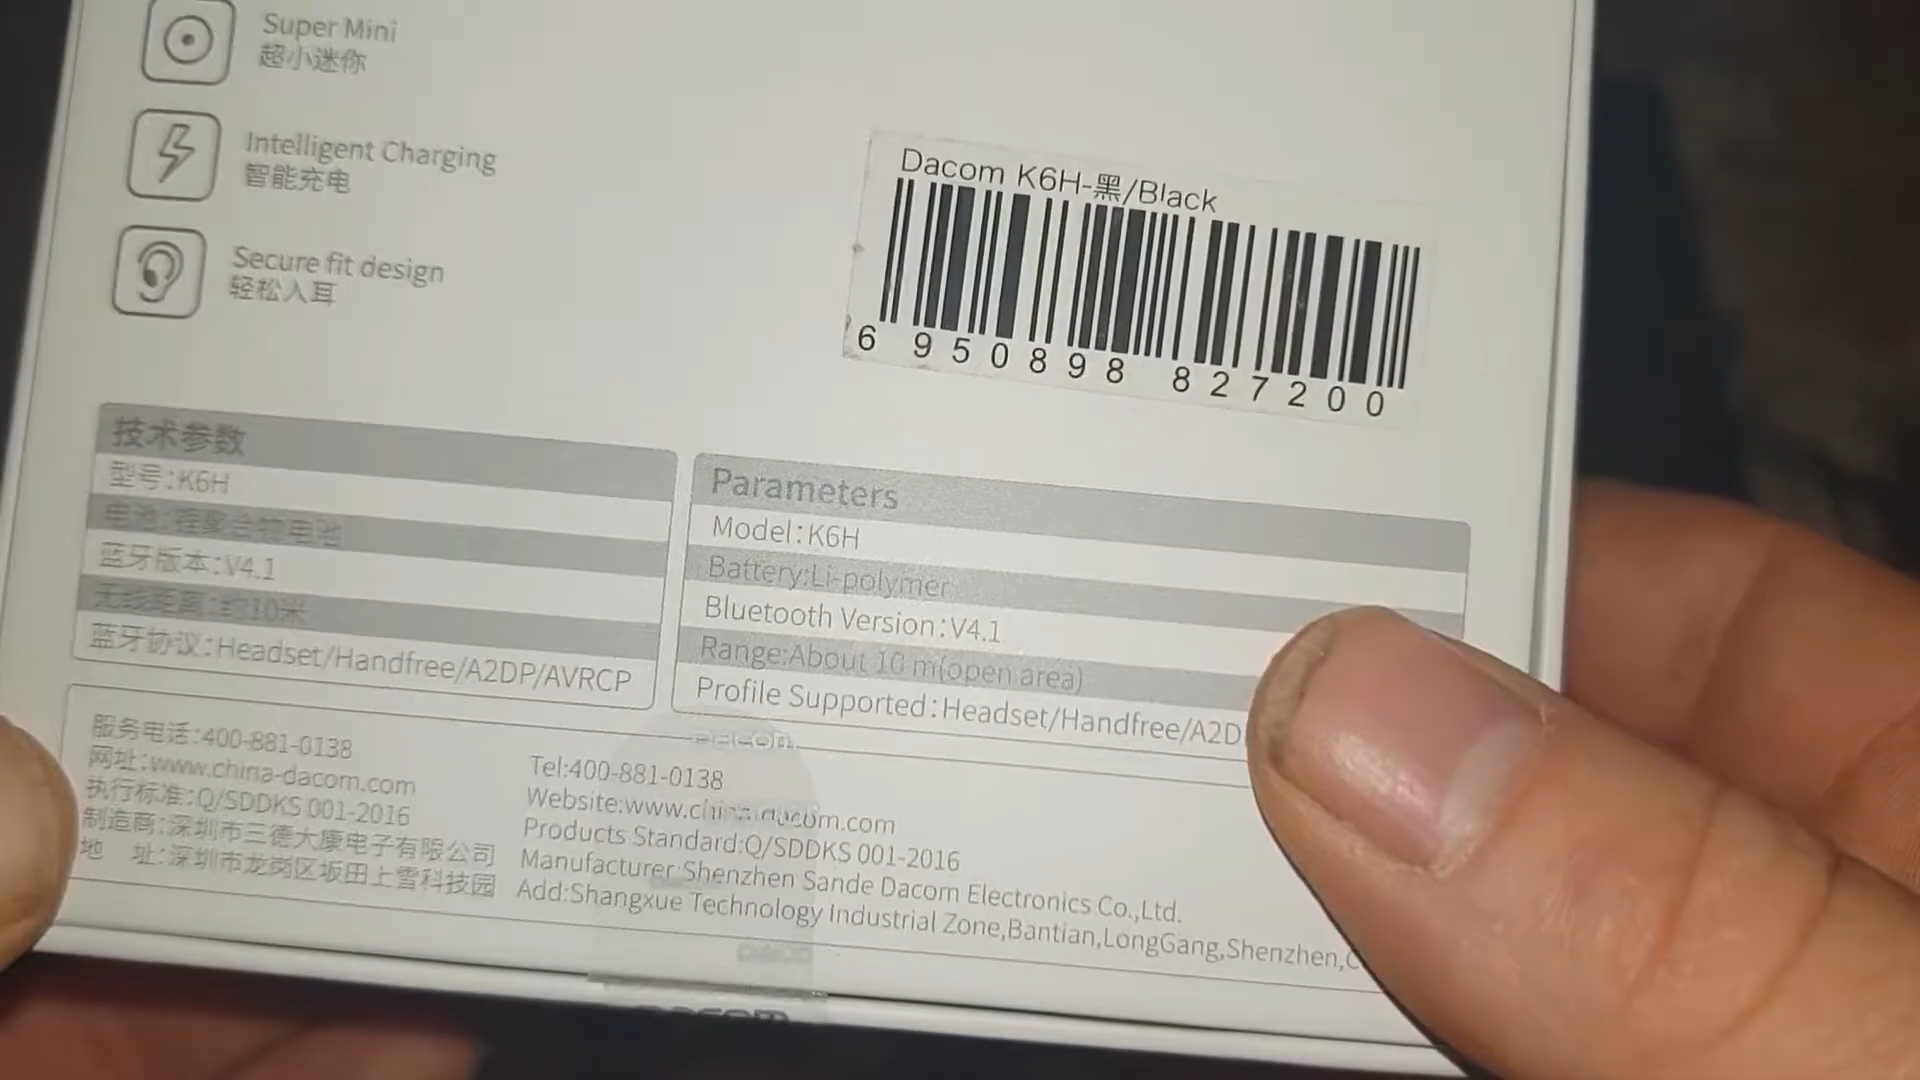 Super Mini
超小迷你
Intelligent Charging
智能充电
Secure fit design
轻松入耳
Dacom K6H-黑/Black
6 950898 827200
技术参数
型号:K6H
电池:锂聚合物电池
蓝牙版本:V4.1
无线距离:约10米
蓝牙协议:Headset/Handfree/A2DP/AVRCP
Parameters
Model:K6H
Battery:Li-polymer
Bluetooth Version:V4.1
Range:About 10 m(open area)
Profile Supported:Headset/Handfree/A2D
服务电话:400-881-0138
网址:www.china-dacom.com
执行标准:Q/SDDKS 001-2016
制造商:深圳市三德大康电子有限公司
地 址:深圳市龙岗区坂田上雪科技园
Tel:400-881-0138
Website:www.china-dacom.com
Products Standard:Q/SDDKS 001-2016
Manufacturer:Shenzhen Sande Dacom Electronics Co.,Ltd.
Add:Shangxue Technology Industrial Zone,Bantian,LongGang,Shenzhen,C
dacom